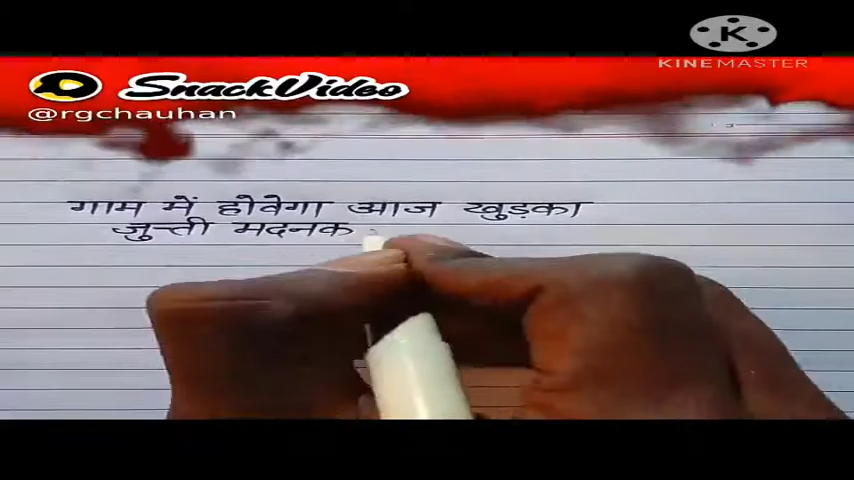 K
KINEMASTER
SnackVideo
@rgchauhan
गाम में होवेगा आज खुड़का
जुत्ती मदनक